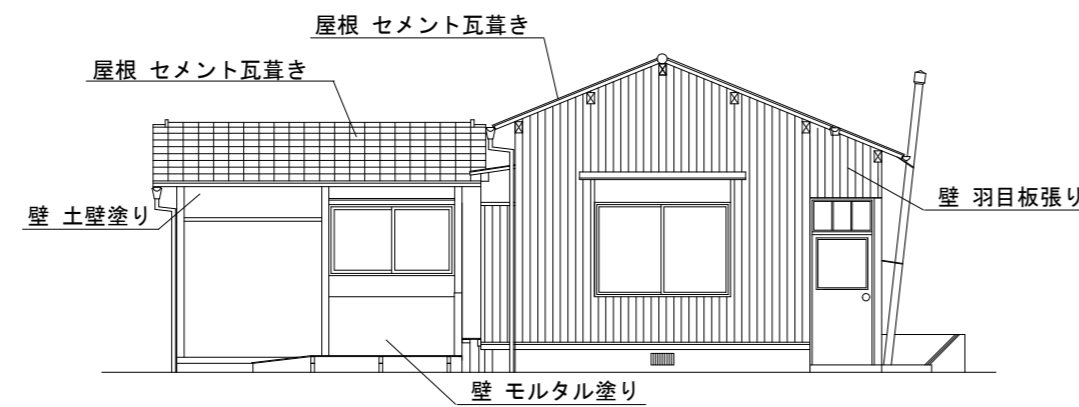 屋根 セメント瓦葺き
屋根 セメント瓦葺き
壁 羽目板張り
壁 土壁塗り
壁 モルタル塗り